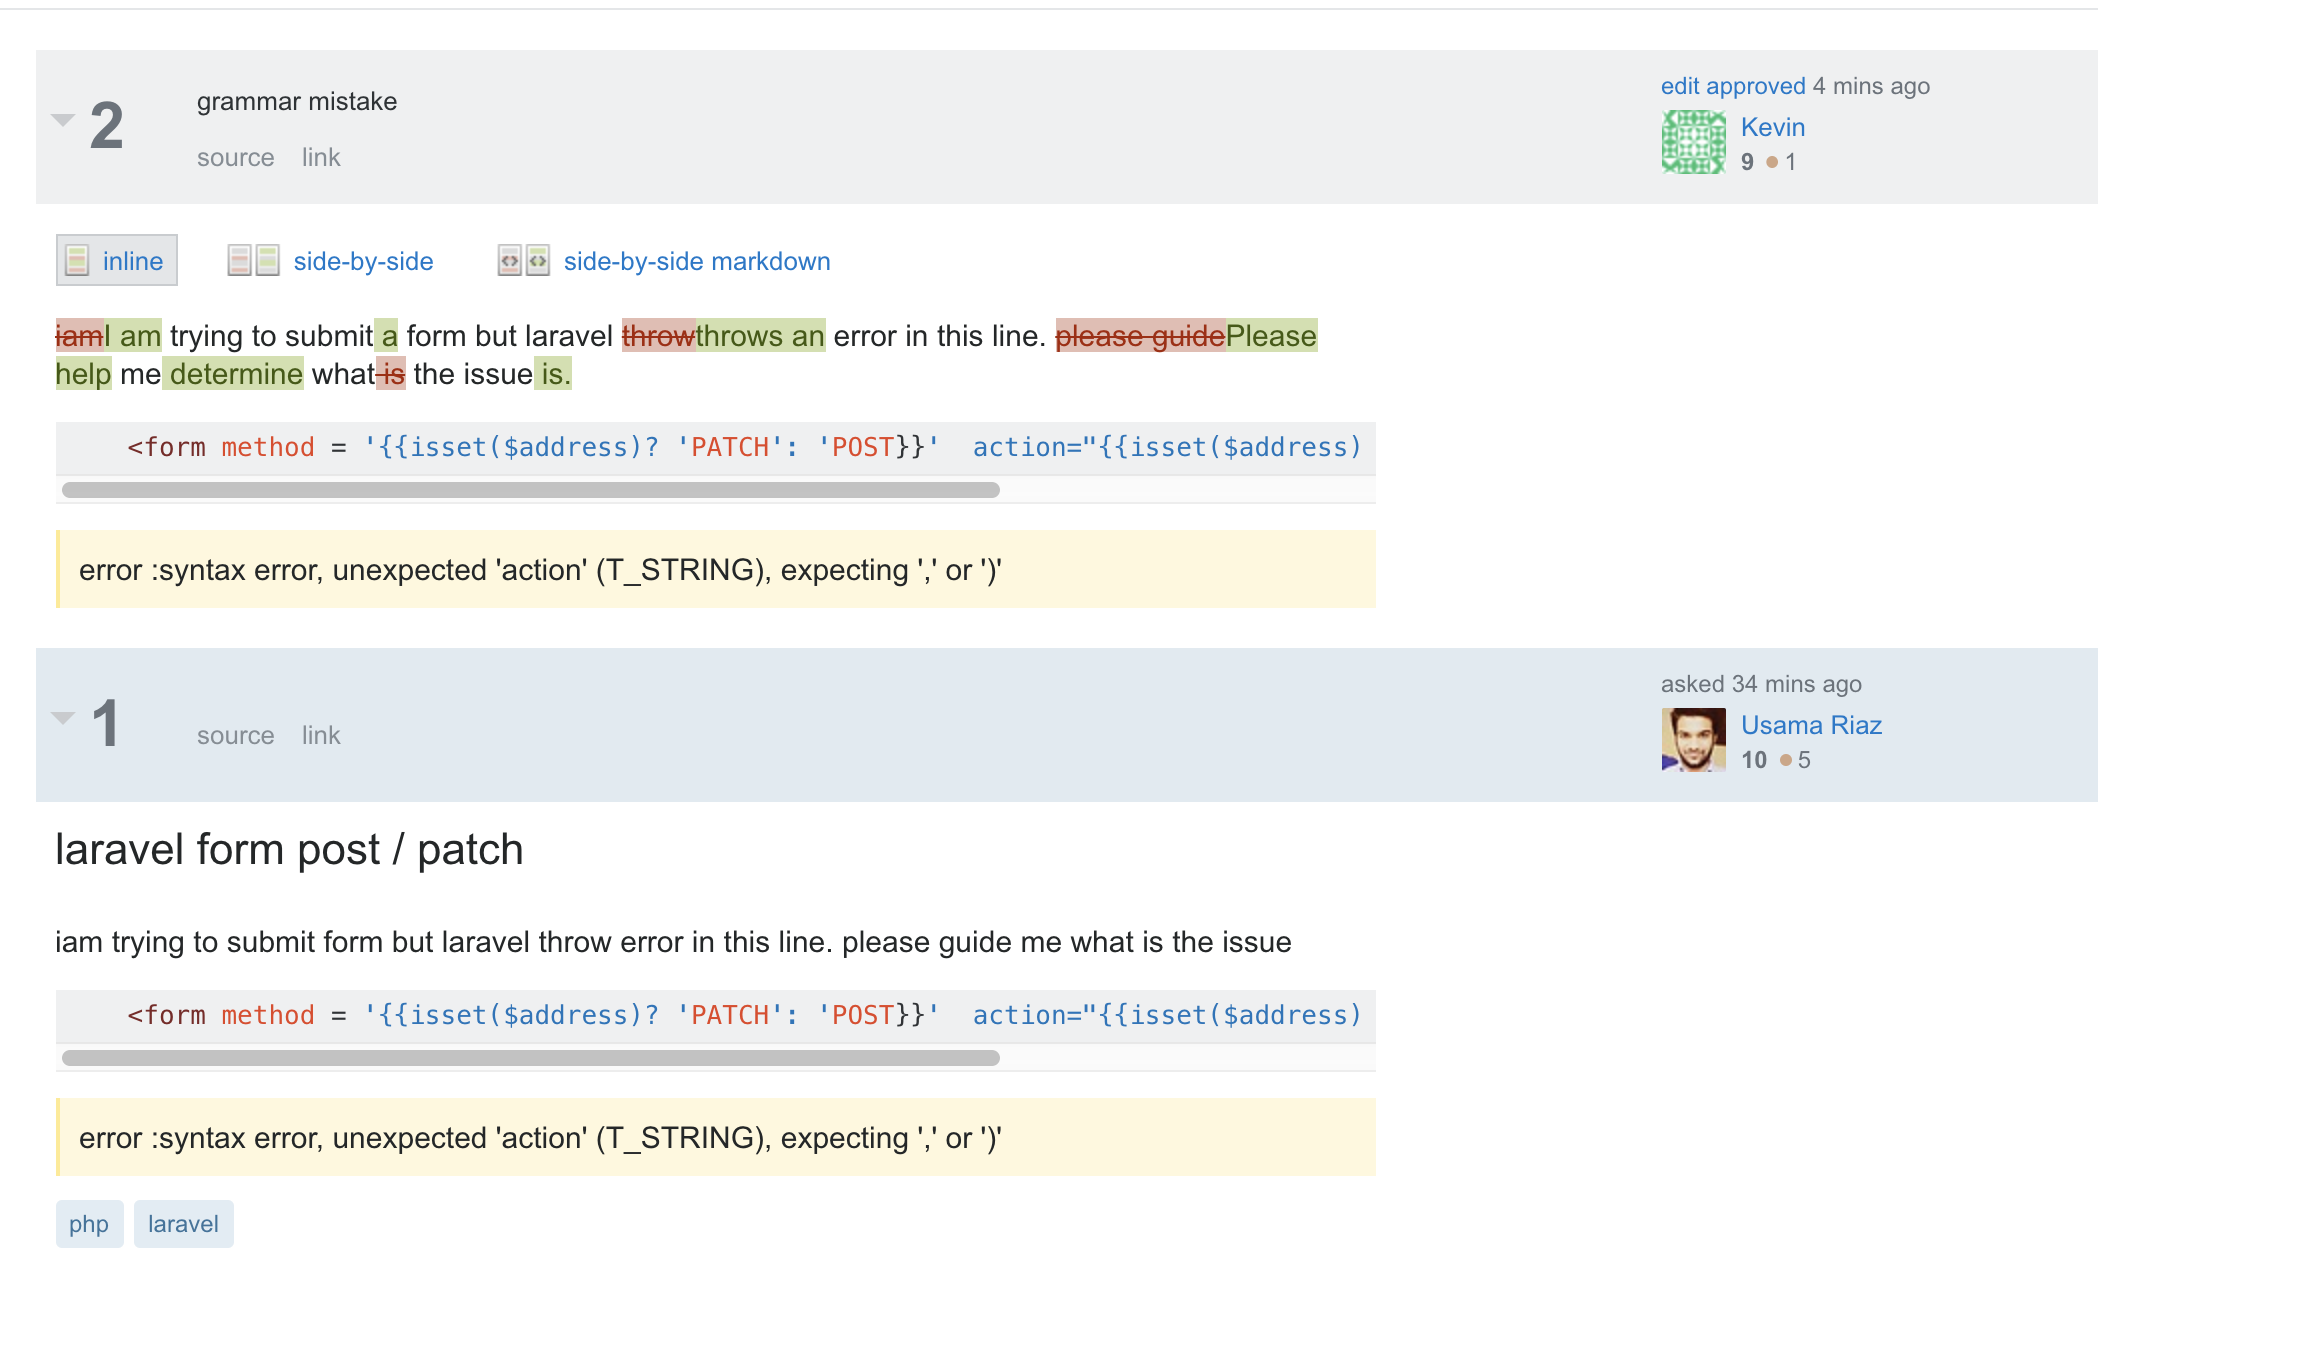 2
grammar mistake
source link
edit approved 4 mins ago
Kevin
9 1
inline side-by-side side-by-side markdown
iamI am trying to submit a form but laravel throwthrows an error in this line. please guidePlease
help me determine what is the issue is.
<form method = '{{isset($address)? 'PATCH': 'POST}}'  action="{{isset($address)
error :syntax error, unexpected 'action' (T_STRING), expecting ',' or ')'
1
source link
asked 34 mins ago
Usama Riaz
10 5
laravel form post / patch
iam trying to submit form but laravel throw error in this line. please guide me what is the issue
<form method = '{{isset($address)? 'PATCH': 'POST}}'  action="{{isset($address)
error :syntax error, unexpected 'action' (T_STRING), expecting ',' or ')'
php laravel